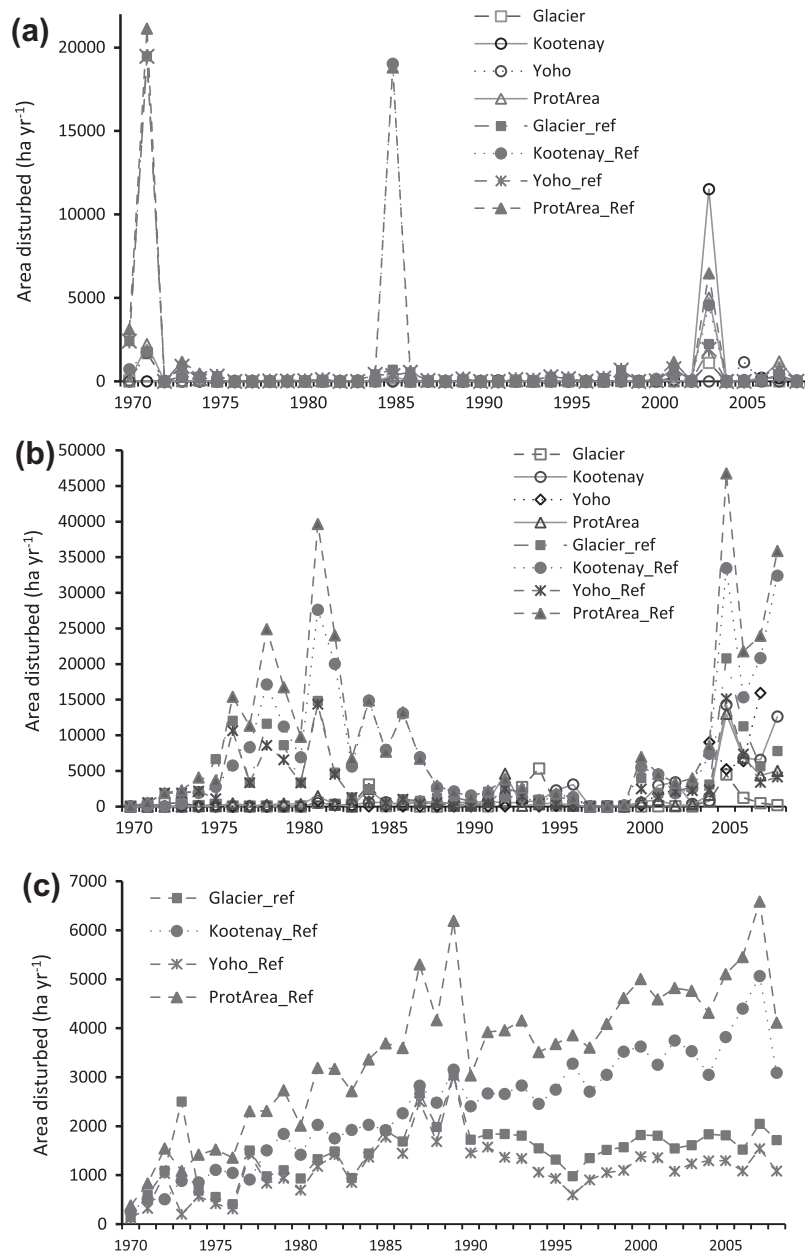 (a)
Area disturbed (ha yr-1)
20000
15000
10000
5000
0
1970 1975 1980 1985 1990 1995 2000 2005
Glacier
Kootenay
Yoho
ProtArea
Glacier_ref
Kootenay_Ref
Yoho_ref
ProtArea_Ref
(b)
Area disturbed (ha yr-1)
50000
45000
40000
35000
30000
25000
20000
15000
10000
5000
0
1970 1975 1980 1985 1990 1995 2000 2005
Glacier
Kootenay
Yoho
ProtArea
Glacier_ref
Kootenay_Ref
Yoho_Ref
ProtArea_Ref
(c)
Area disturbed (ha yr-1)
7000
6000
5000
4000
3000
2000
1000
0
1970 1975 1980 1985 1990 1995 2000 2005
Glacier_ref
Kootenay_Ref
Yoho_Ref
ProtArea_Ref